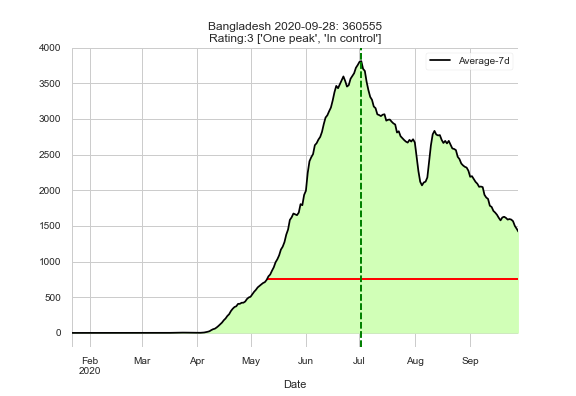 Bangladesh 2020-09-28: 360555
Rating:3 ['One peak', 'In control']
Average-7d
4000
3500
3000
2500
2000
1500
1000
500
0
Feb Mar Apr May Jun Jul Aug Sep
2020
Date